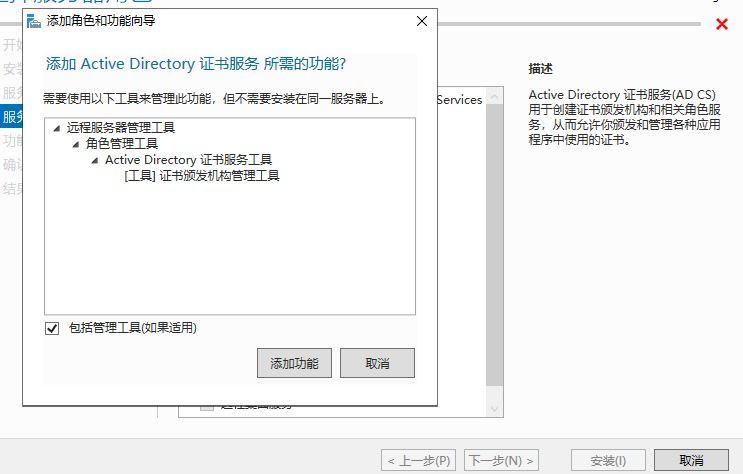 添加角色和功能向导
添加 Active Directory 证书服务 所需的功能?
需要使用以下工具来管理此功能，但不需要安装在同一服务器上。
远程服务器管理工具
角色管理工具
Active Directory 证书服务工具
[工具] 证书颁发机构管理工具
包括管理工具(如果适用)
添加功能
取消
开始
安装
服务
服务
功能
确认
结果
Services
描述
Active Directory 证书服务(AD CS)
用于创建证书颁发机构和相关角色服
务，从而允许你颁发和管理各种应用
程序中使用的证书。
< 上一步(P)
下一步(N) >
安装(I)
取消